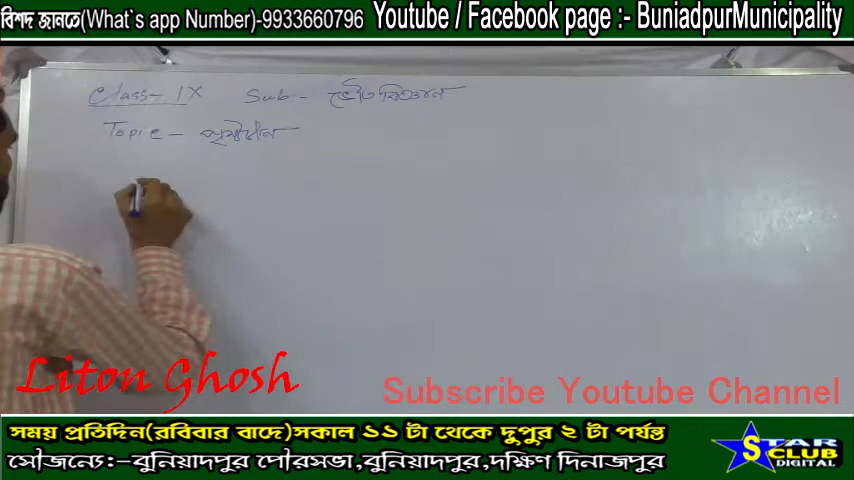 বিশদ জানতে(What`s app Number)-9933660796 Youtube / Facebook page :- BuniadpurMunicipality
Class- IX Sub:- ভৌতবিজ্ঞান
Topic - পৃষ্ঠটান
Liton Ghosh
Subscribe Youtube Channel
সময় প্রতিদিন(রবিবার বাদে)সকাল ১১ টা থেকে দুপুর ২ টা পর্যন্ত
সৌজন্যে:-বুনিয়াদপুর পৌরসভা,বুনিয়াদপুর,দক্ষিণ দিনাজপুর
STAR
CLUB
DIGITAL